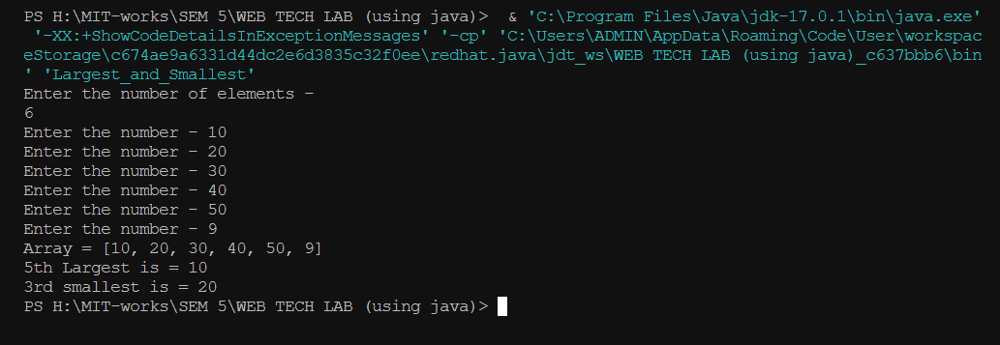 PS H:\MIT-works\SEM 5\WEB TECH LAB (using java)>  & 'C:\Program Files\Java\jdk-17.0.1\bin\java.exe'
 '-XX:+ShowCodeDetailsInExceptionMessages' '-cp' 'C:\Users\ADMIN\AppData\Roaming\Code\User\workspac
eStorage\c674ae9a6331d44dc2e6d3835c32f0ee\redhat.java\jdt_ws\WEB TECH LAB (using java)_c637bbb6\bin
' 'Largest_and_Smallest'
Enter the number of elements -
6
Enter the number - 10
Enter the number - 20
Enter the number - 30
Enter the number - 40
Enter the number - 50
Enter the number - 9
Array = [10, 20, 30, 40, 50, 9]
5th Largest is = 10
3rd smallest is = 20
PS H:\MIT-works\SEM 5\WEB TECH LAB (using java)>